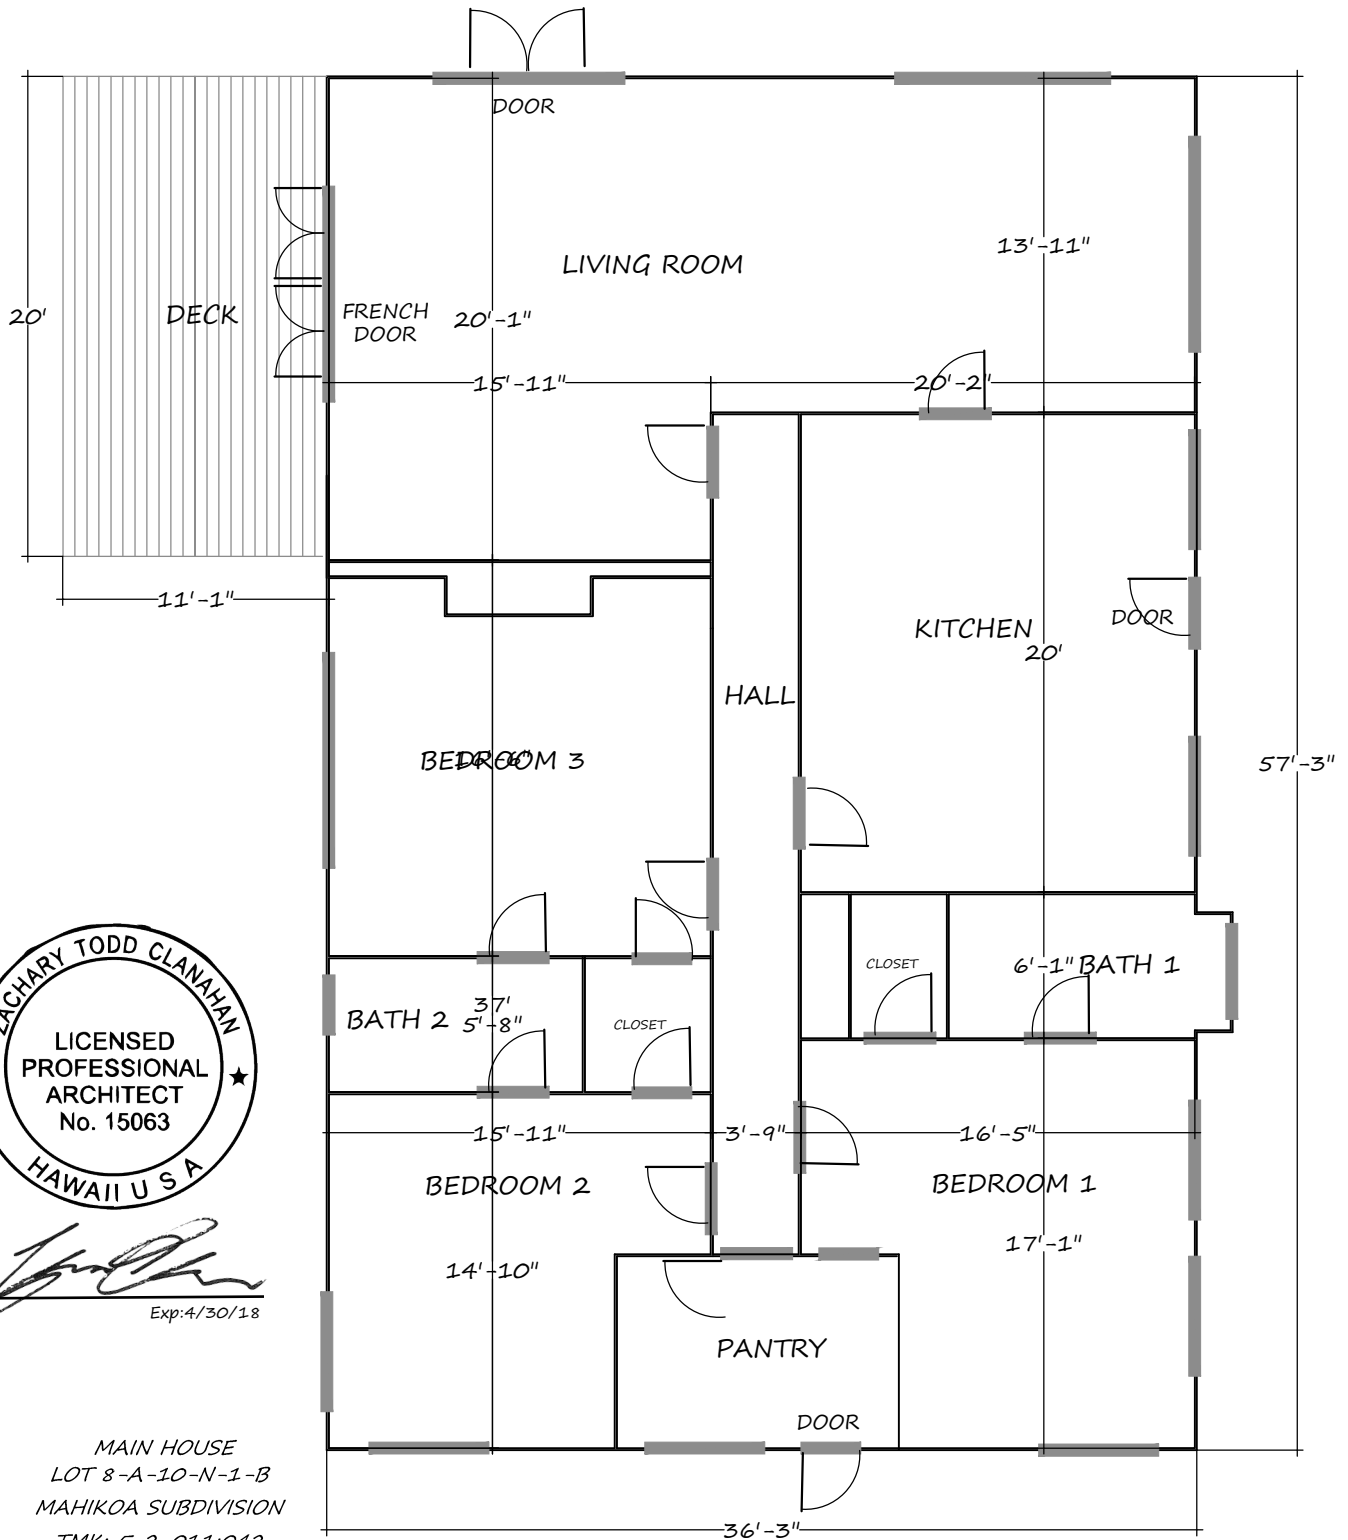 DOOR
13'-11"
LIVING ROOM
20'
DECK
FRENCH
DOOR
20'-1"
15'-11"
20'-2"
11'-1"
DOOR
KITCHEN
20'
HALL
BEDROOM 3
57'-3"
CLOSET
6'-1"
BATH 1
BATH 2
37'
5'-8"
CLOSET
ZACHARY TODD CLANAHAN
LICENSED
PROFESSIONAL
ARCHITECT
No. 15063
HAWAII U S A
15'-11"
3'-9"
16'-5"
BEDROOM 2
BEDROOM 1
17'-1"
14'-10"
Exp:4/30/18
PANTRY
DOOR
MAIN HOUSE
LOT 8-A-10-N-1-B
MAHIKOA SUBDIVISION
36'-3"